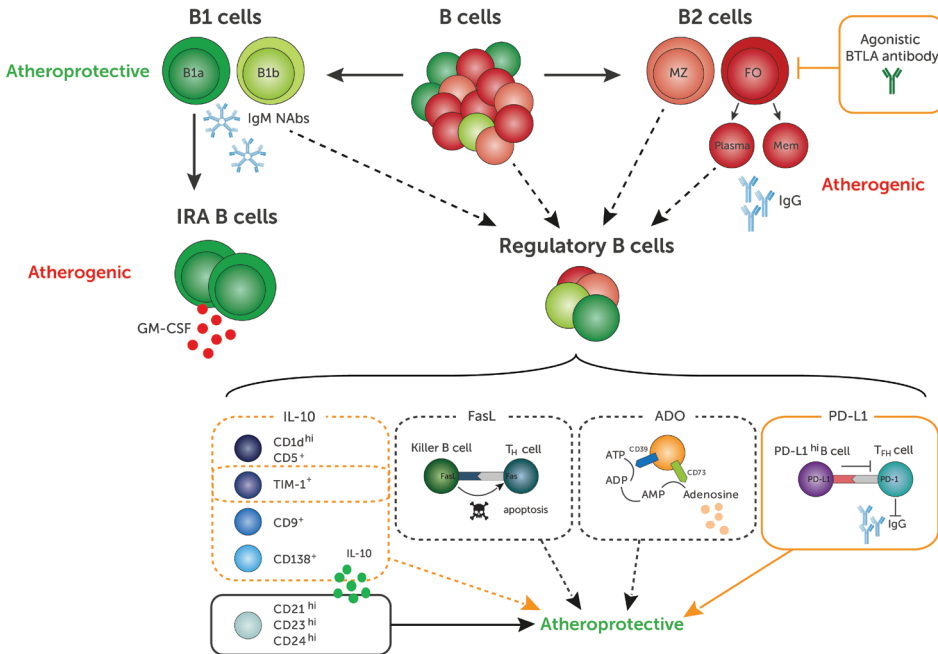 B1 cells
B cells
B2 cells
Atheroprotective
B1a
B1b
MZ
FO
Agonistic
BTLA antibody
IgM NAbs
Plasma
Mem
IgG
Atherogenic
IRA B cells
Regulatory B cells
Atherogenic
GM-CSF
IL-10
CD1d hi
CD5+
TIM-1+
CD9+
CD138+
IL-10
CD21 hi
CD23 hi
CD24 hi
FasL
Killer B cell
TH cell
FasL
Fas
apoptosis
ADO
ATP
CD39
ADP
AMP
CD73
Adenosine
PD-L1
PD-L1hi B cell
TFH cell
PD-L1
PD-1
IgG
Atheroprotective